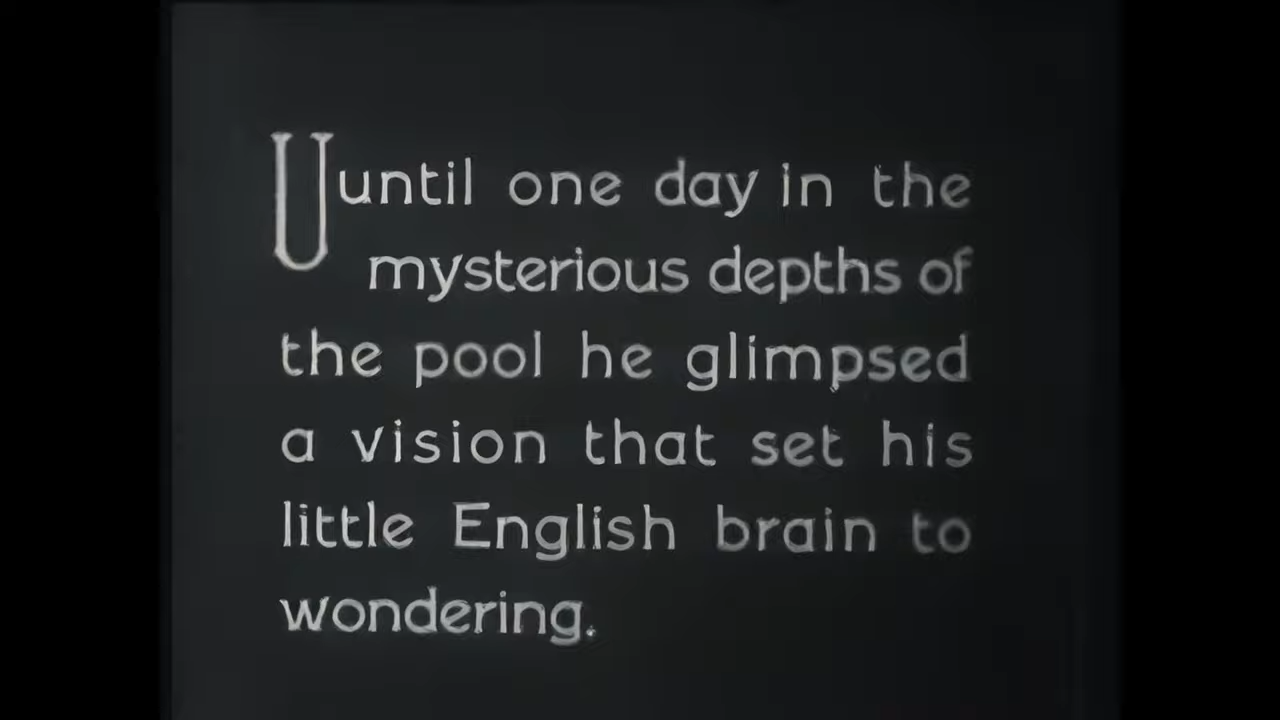 Uuntil one day in the
mysterious depths of
the pool he glimpsed
a vision that set his
little English brain to
wondering.